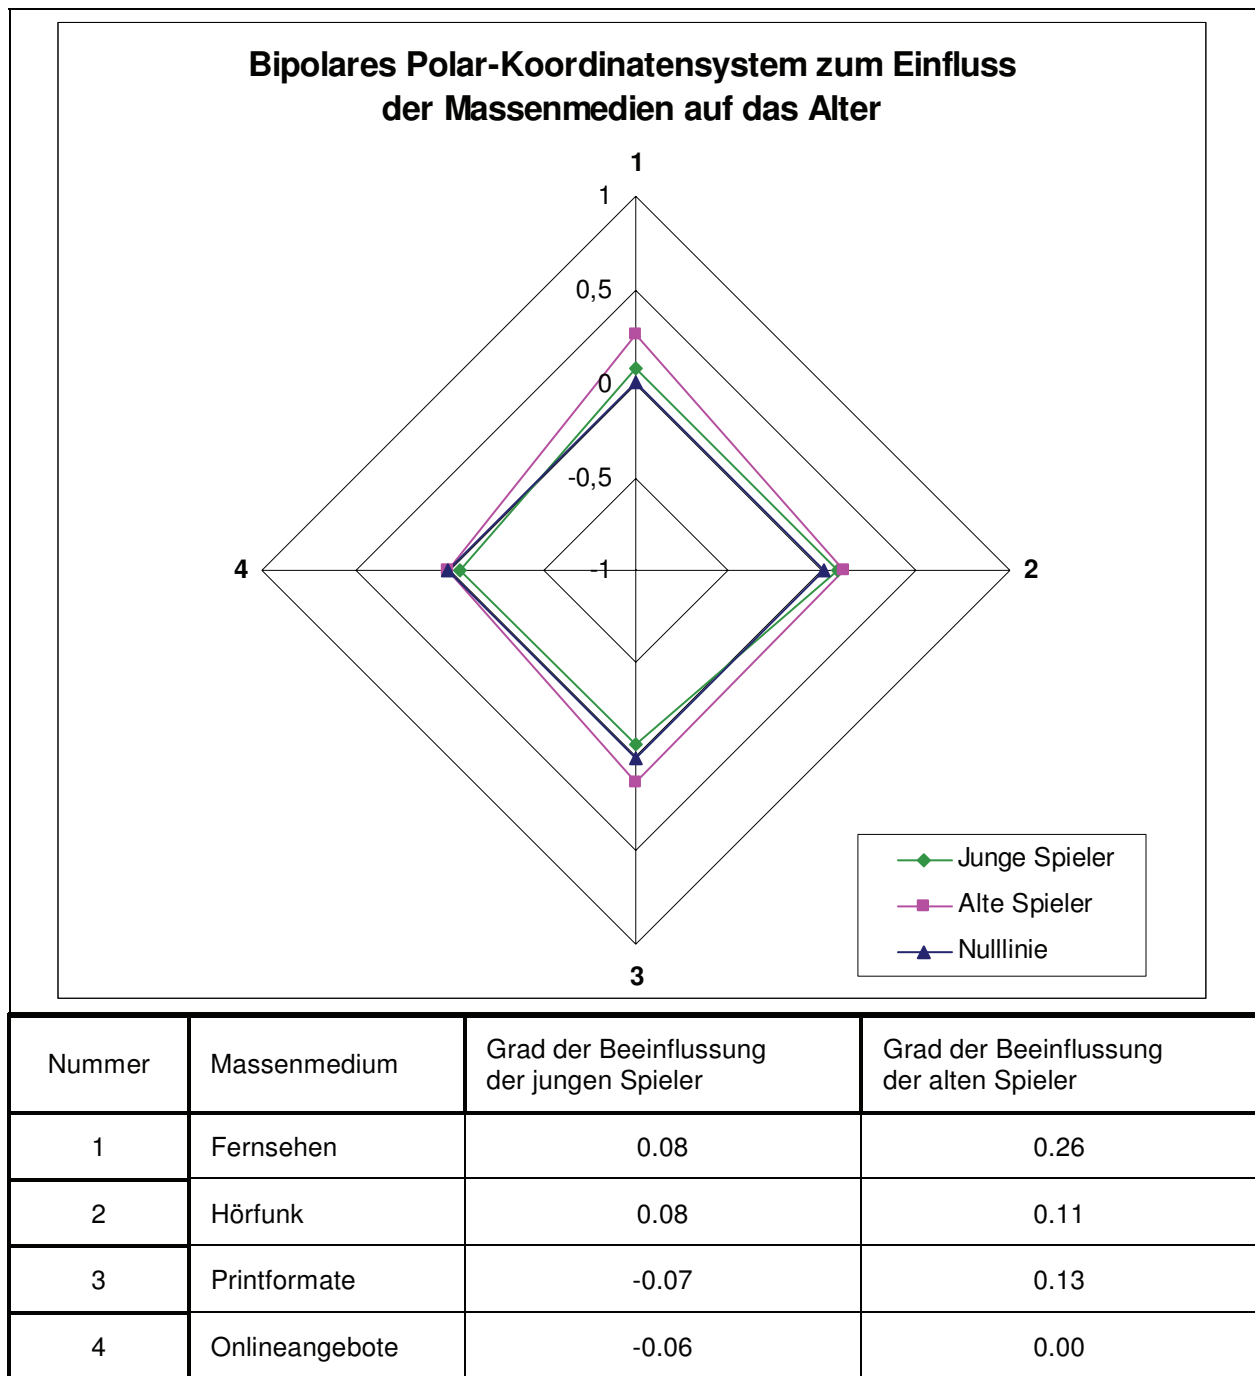 Bipolares Polar-Koordinatensystem zum Einfluss
der Massenmedien auf das Alter
1
1
0,5
0
-0,5
-1
4
2
3
Junge Spieler
Alte Spieler
Nulllinie
Nummer Massenmedium Grad der Beeinflussung der jungen Spieler Grad der Beeinflussung der alten Spieler
1 Fernsehen 0.08 0.26
2 Hörfunk 0.08 0.11
3 Printformate -0.07 0.13
4 Onlineangebote -0.06 0.00